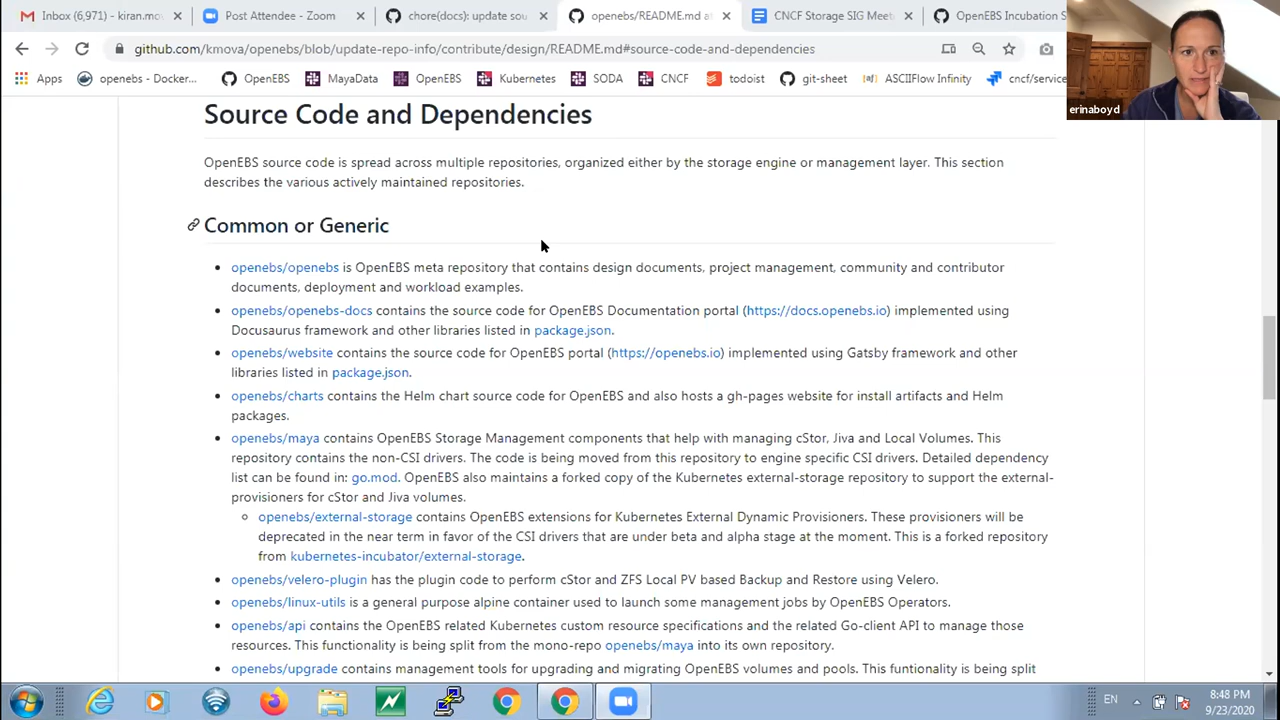 Inbox (6,971) - kiran.mov
Post Attendee - Zoom
chore(docs): update sou
openebs/README.md a
CNCF Storage SIG Meet
OpenEBS Incubation S
github.com/kmova/openebs/blob/update-repo-info/contribute/design/README.md#source-code-and-dependencies
Apps
openebs - Docker...
OpenEBS
MayaData
OpenEBS
Kubernetes
SODA
CNCF
todoist
git-sheet
ASCIIFlow Infinity
cncf/service
erinaboyd
Source Code and Dependencies
OpenEBS source code is spread across multiple repositories, organized either by the storage engine or management layer. This section
describes the various actively maintained repositories.
Common or Generic
openebs/openebs is OpenEBS meta repository that contains design documents, project management, community and contributor
documents, deployment and workload examples.
openebs/openebs-docs contains the source code for OpenEBS Documentation portal (https://docs.openebs.io) implemented using
Docusaurus framework and other libraries listed in package.json.
openebs/website contains the source code for OpenEBS portal (https://openebs.io) implemented using Gatsby framework and other
libraries listed in package.json.
openebs/charts contains the Helm chart source code for OpenEBS and also hosts a gh-pages website for install artifacts and Helm
packages.
openebs/maya contains OpenEBS Storage Management components that help with managing cStor, Jiva and Local Volumes. This
repository contains the non-CSI drivers. The code is being moved from this repository to engine specific CSI drivers. Detailed dependency
list can be found in: go.mod. OpenEBS also maintains a forked copy of the Kubernetes external-storage repository to support the external-
provisioners for cStor and Jiva volumes.
openebs/external-storage contains OpenEBS extensions for Kubernetes External Dynamic Provisioners. These provisioners will be
deprecated in the near term in favor of the CSI drivers that are under beta and alpha stage at the moment. This is a forked repository
from kubernetes-incubator/external-storage.
openebs/velero-plugin has the plugin code to perform cStor and ZFS Local PV based Backup and Restore using Velero.
openebs/linux-utils is a general purpose alpine container used to launch some management jobs by OpenEBS Operators.
openebs/api contains the OpenEBS related Kubernetes custom resource specifications and the related Go-client API to manage those
resources. This functionality is being split from the mono-repo openebs/maya into its own repository.
openebs/upgrade contains management tools for upgrading and migrating OpenEBS volumes and pools. This funtionality is being split
EN
8:48 PM
9/23/2020